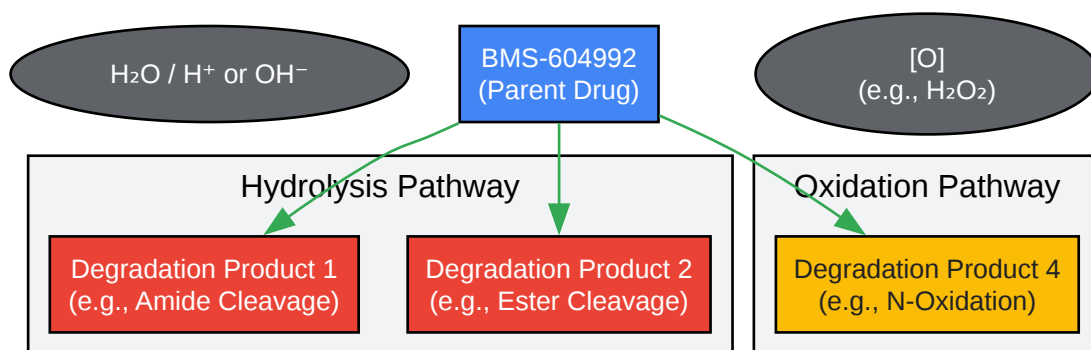 H₂O / H⁺ or OH⁻
BMS-604992
(Parent Drug)
[O]
(e.g., H₂O₂)
Hydrolysis Pathway
Oxidation Pathway
Degradation Product 1
(e.g., Amide Cleavage)
Degradation Product 2
(e.g., Ester Cleavage)
Degradation Product 4
(e.g., N-Oxidation)